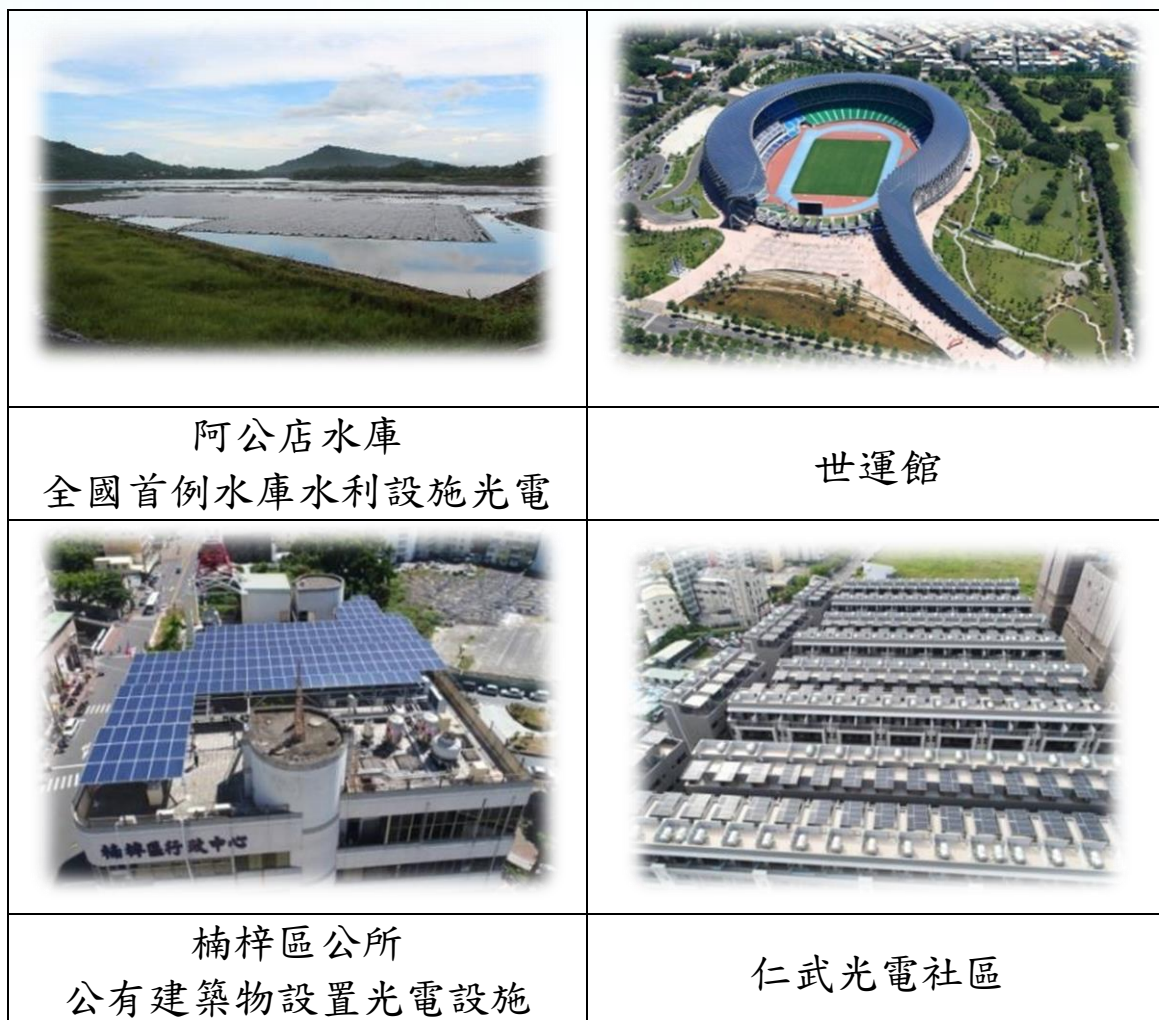 阿公店水庫
全國首例水庫水利設施光電
世運館
楠梓區行政中心
楠梓區公所
公有建築物設置光電設施
仁武光電社區